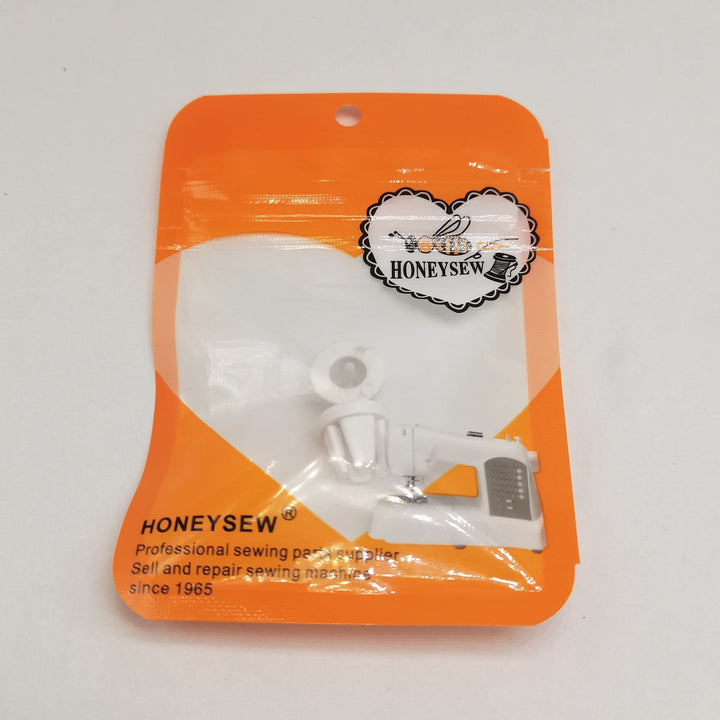 HONEYSEW
HONEYSEW®
Professional sewing parts supplier
Sell and repair sewing machine
since 1965